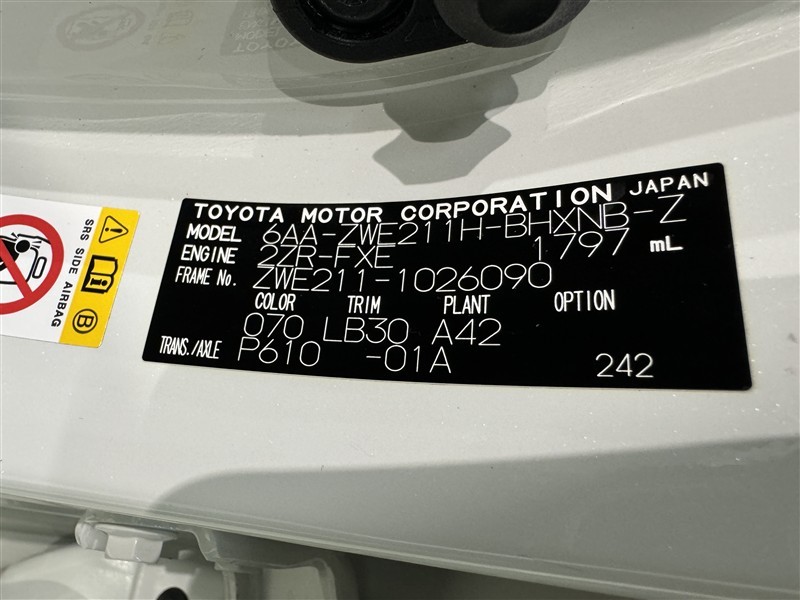 TOYOTA MOTOR CORPORATION JAPAN
MODEL 6AA-ZWE211H-BHXNB-Z
ENGINE 2ZR-FXE 1797 mL
FRAME No. ZWE211-1026090
COLOR TRIM PLANT OPTION
070 LB30 A42
TRANS./AXLE P610 -01A 242
SRS SIDE AIRBAG
B